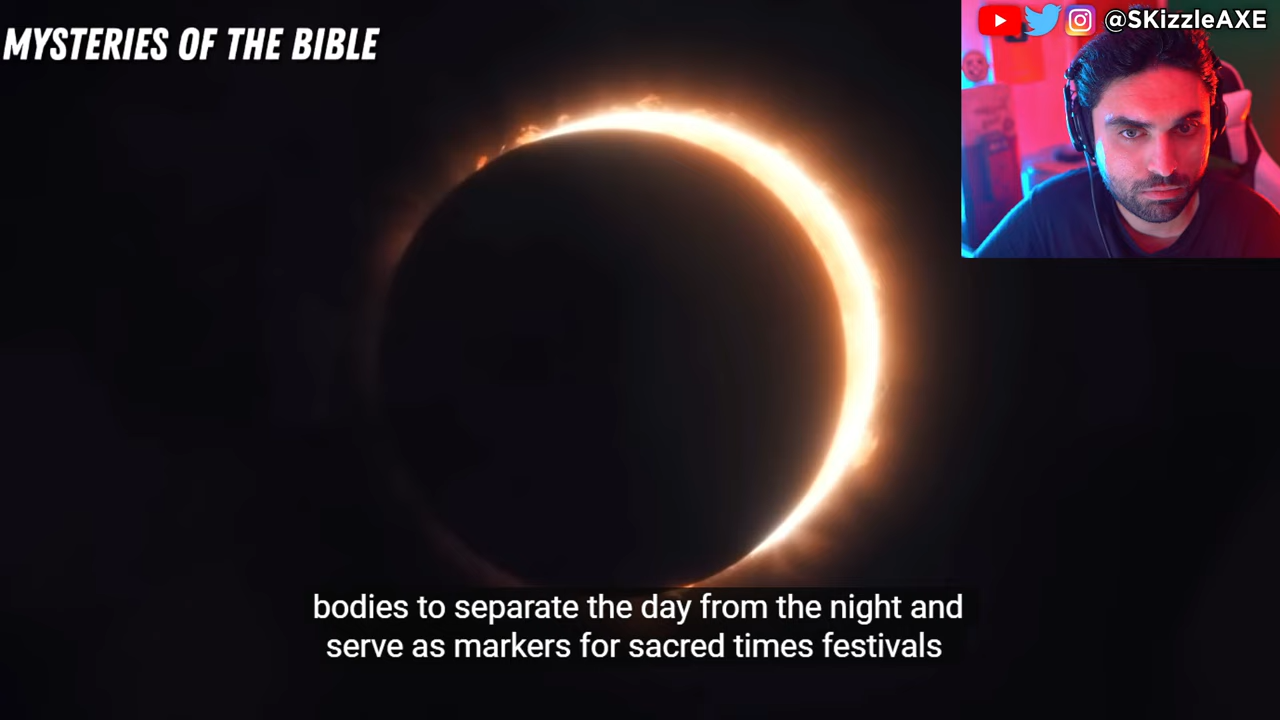 MYSTERIES OF THE BIBLE
@SKizzleAXE
bodies to separate the day from the night and
serve as markers for sacred times festivals